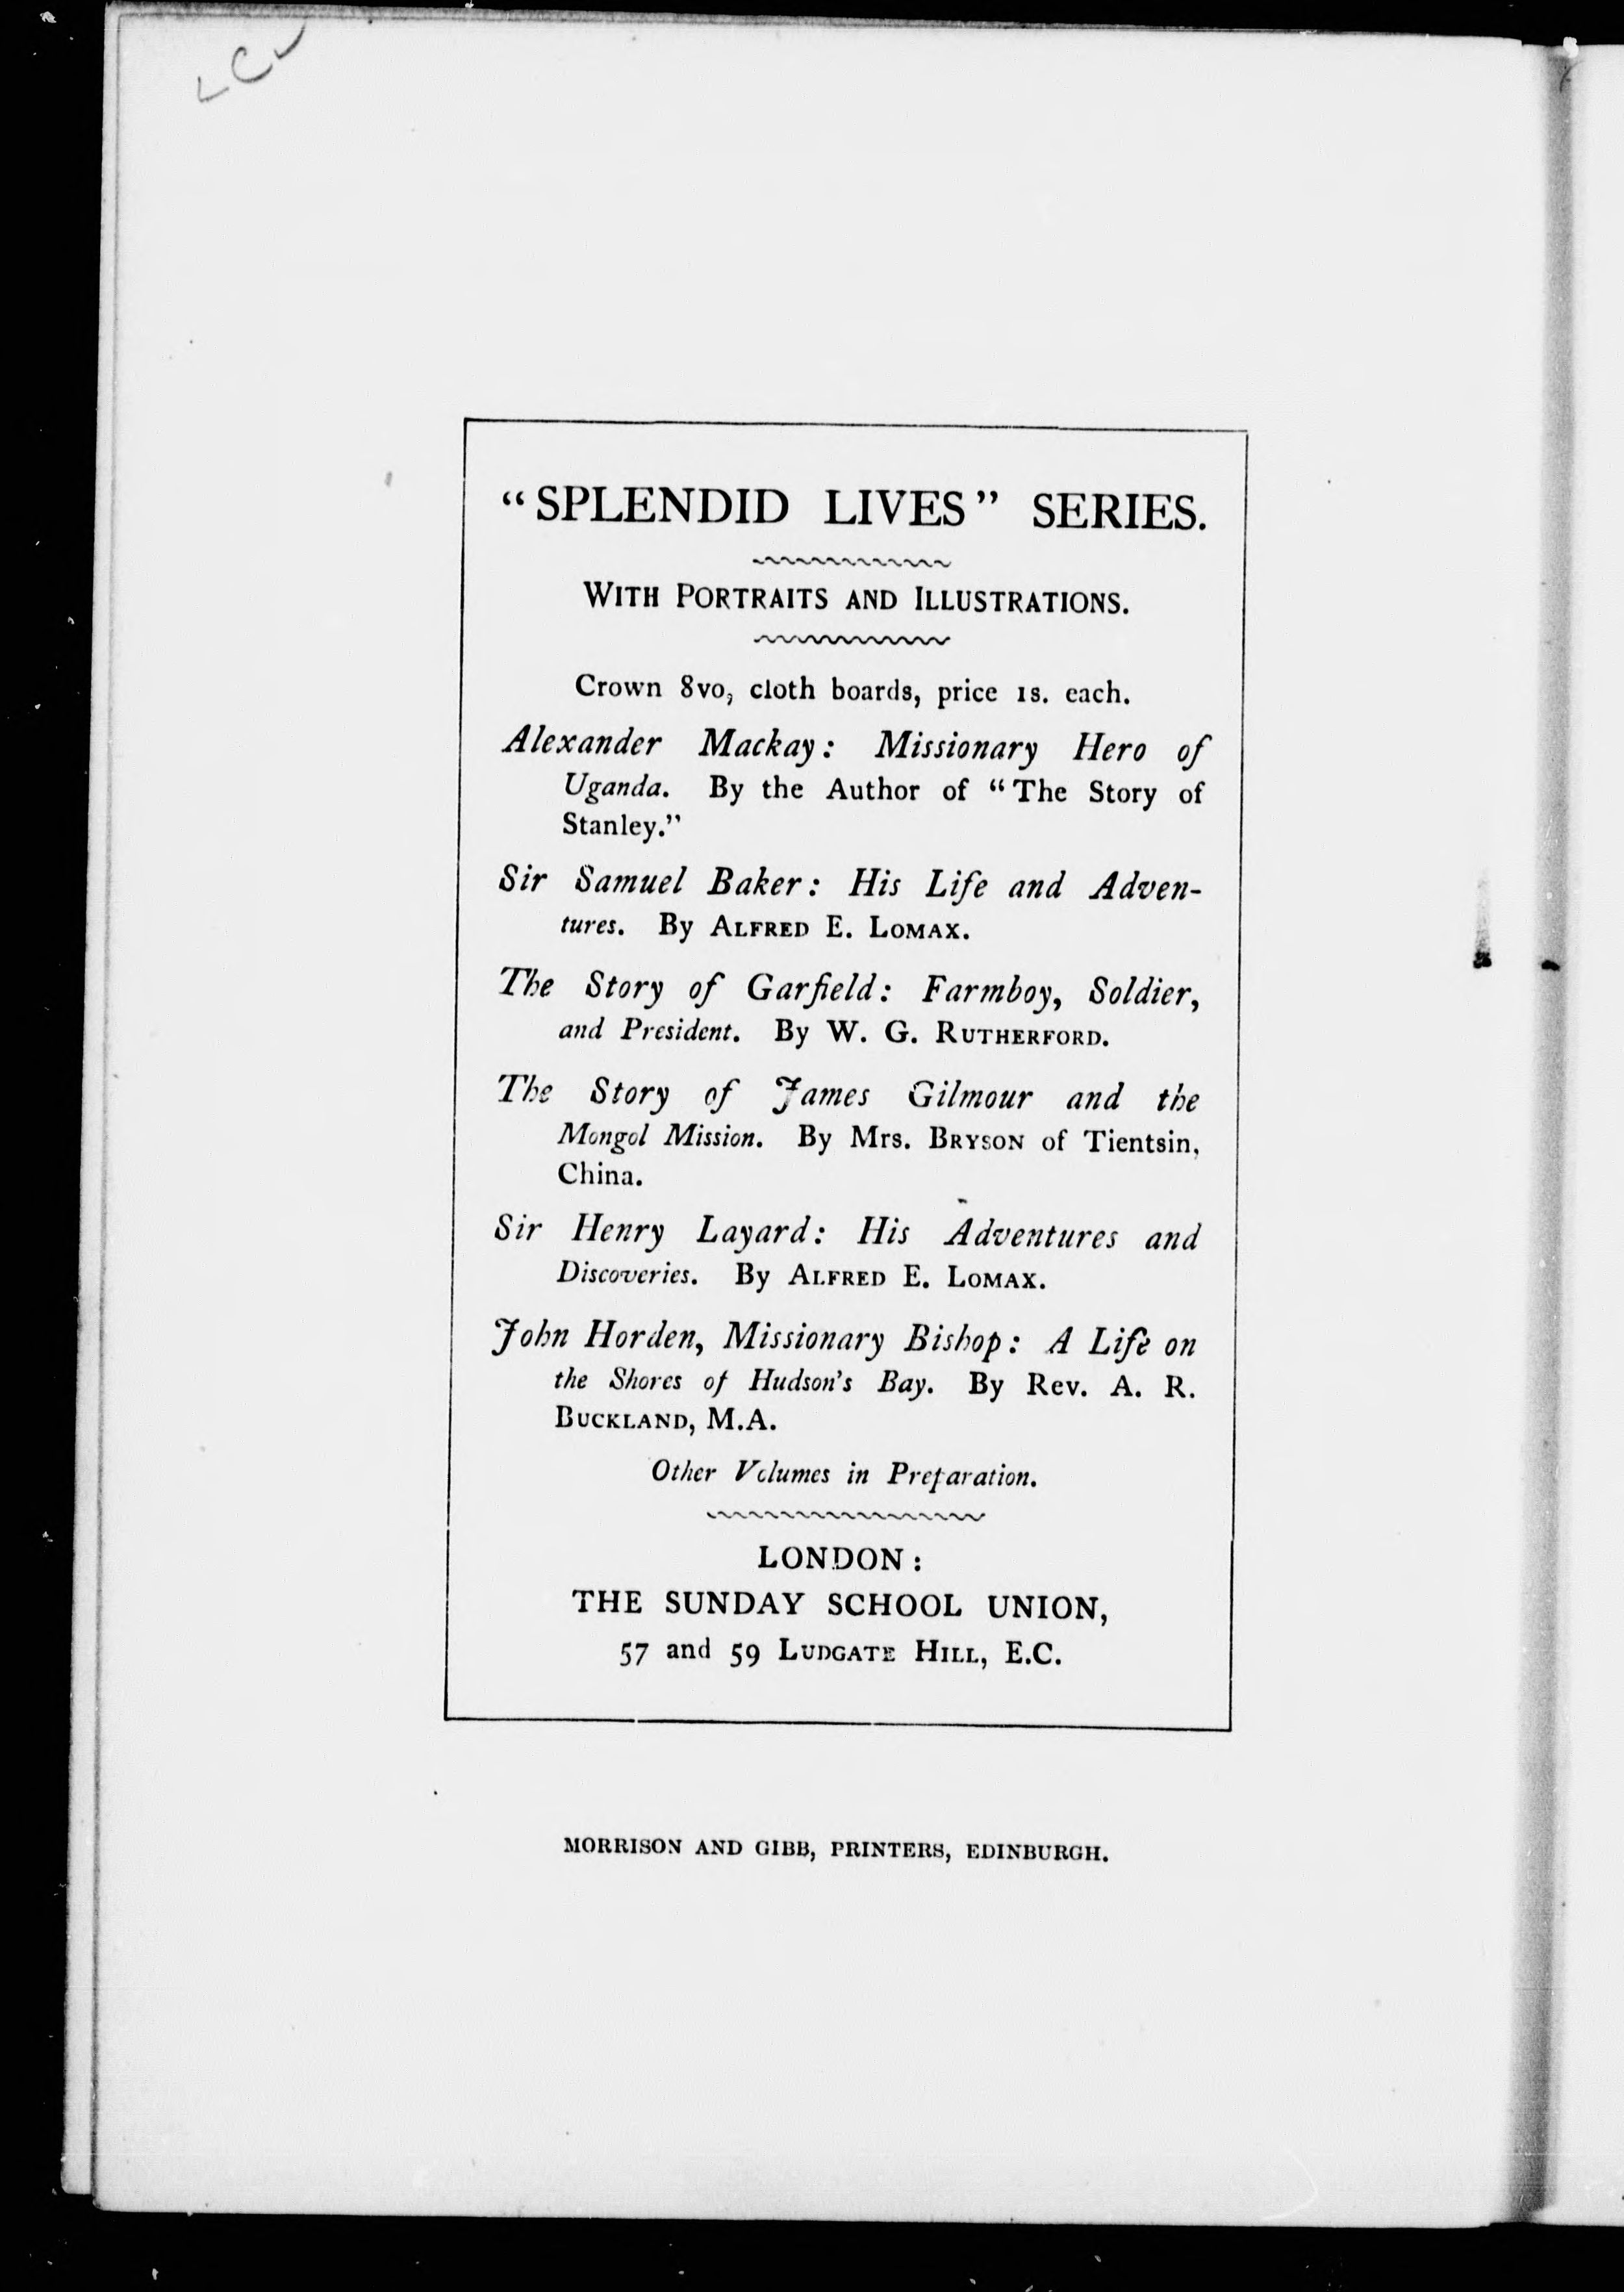 "SPLENDID LIVES" SERIES.
WITH PORTRAITS AND ILLUSTRATIONS.
Crown 8vo, cloth boards, price 1s. each.
Alexander Mackay: Missionary Hero of
Uganda. By the Author of "The Story of
Stanley."
Sir Samuel Baker: His Life and Adven-
tures. By ALFRED E. LOMAX.
The Story of Garfield: Farmboy, Soldier,
and President. By W. G. RUTHERFORD.
The Story of James Gilmour and the
Mongol Mission. By Mrs. BRYSON of Tientsin,
China.
Sir Henry Layard: His Adventures and
Discoveries. By ALFRED E. LOMAX.
John Horden, Missionary Bishop: A Life on
the Shores of Hudson's Bay. By Rev. A. R.
BUCKLAND, M.A.
Other Volumes in Preparation.
LONDON:
THE SUNDAY SCHOOL UNION,
57 and 59 LUDGATE HILL, E.C.
MORRISON AND GIBB, PRINTERS, EDINBURGH.